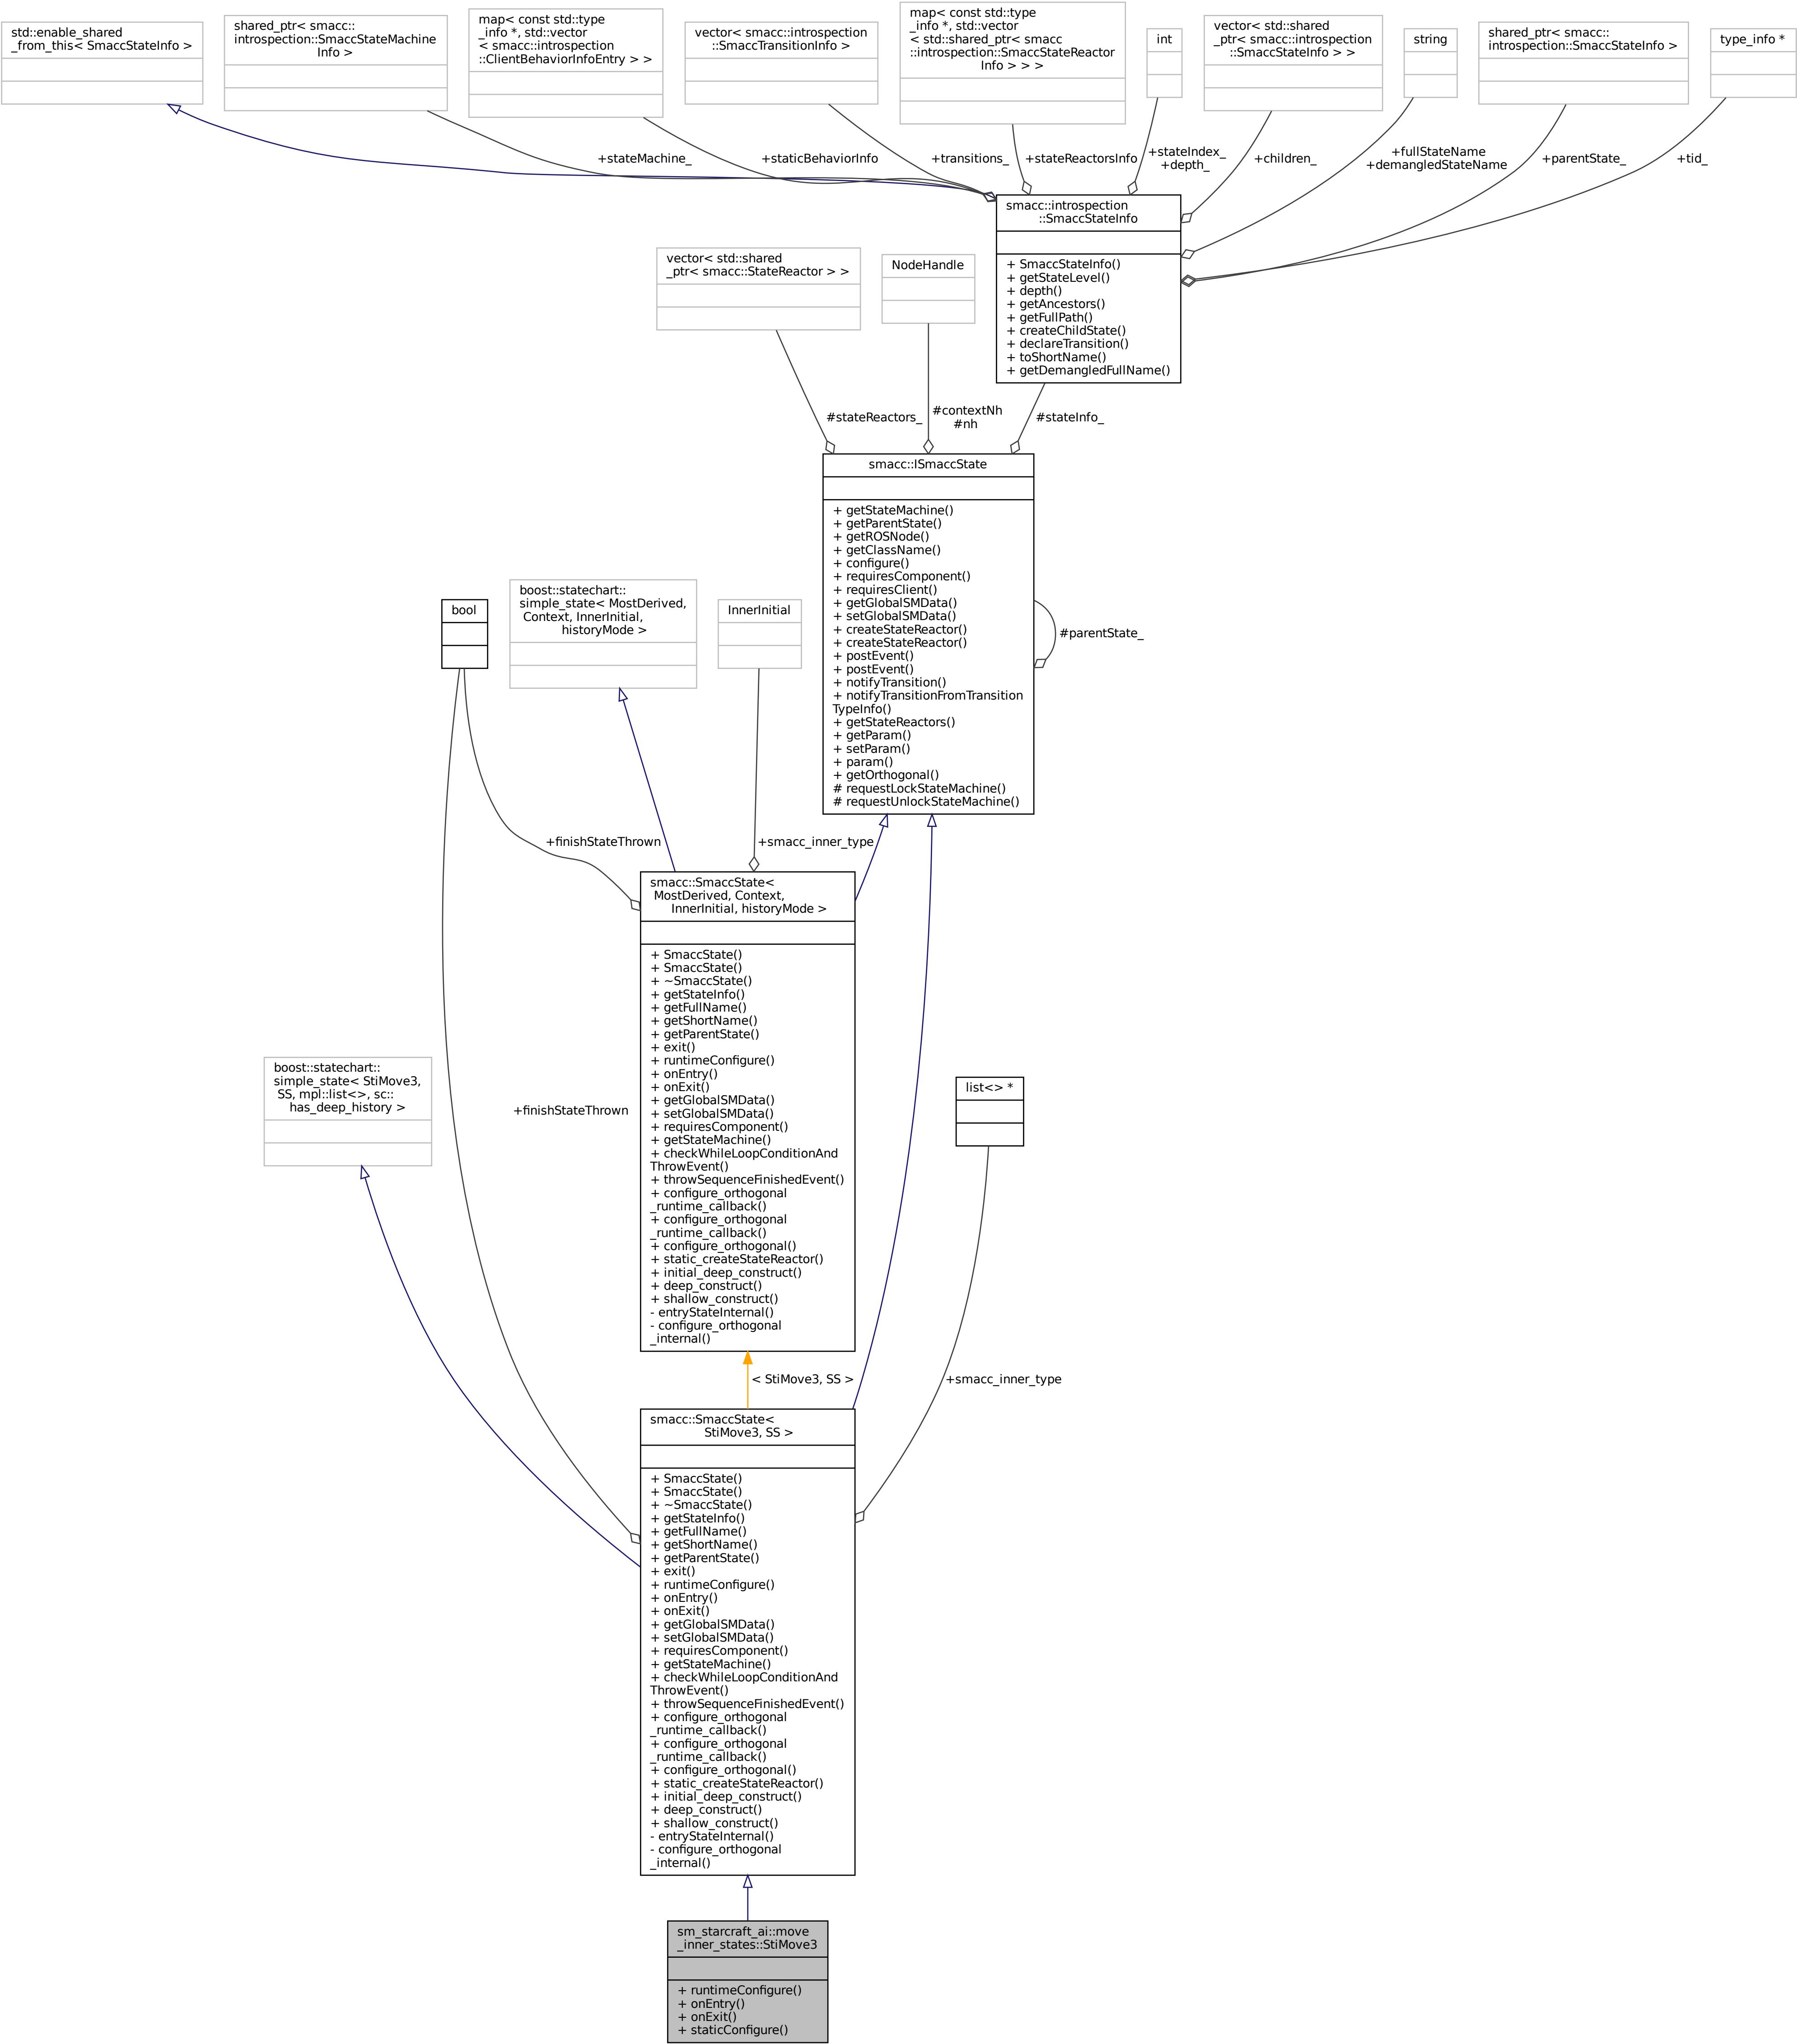 std::enable_shared
_from_this< SmaccStateInfo >
shared_ptr< smacc::
introspection::SmaccStateMachine
Info >
map< const std::type
_info *, std::vector
< smacc::introspection
::ClientBehaviorInfoEntry > >
vector< smacc::introspection
::SmaccTransitionInfo >
map< const std::type
_info *, std::vector
< std::shared_ptr< smacc
::introspection::SmaccStateReactor
Info > > >
int
vector< std::shared
_ptr< smacc::introspection
::SmaccStateInfo > >
string
shared_ptr< smacc::
introspection::SmaccStateInfo >
type_info *
+stateMachine_
+staticBehaviorInfo
+transitions_
+stateReactorsInfo
+stateIndex_
+depth_
+children_
+fullStateName
+demangledStateName
+parentState_
+tid_
smacc::introspection
::SmaccStateInfo
+ SmaccStateInfo()
+ getStateLevel()
+ depth()
+ getAncestors()
+ getFullPath()
+ createChildState()
+ declareTransition()
+ toShortName()
+ getDemangledFullName()
vector< std::shared
_ptr< smacc::StateReactor > >
NodeHandle
#stateReactors_
#contextNh
#nh
#stateInfo_
smacc::ISmaccState
+ getStateMachine()
+ getParentState()
+ getROSNode()
+ getClassName()
+ configure()
+ requiresComponent()
+ requiresClient()
+ getGlobalSMData()
+ setGlobalSMData()
+ createStateReactor()
+ createStateReactor()
+ postEvent()
+ postEvent()
+ notifyTransition()
+ notifyTransitionFromTransition
TypeInfo()
+ getStateReactors()
+ getParam()
+ setParam()
+ param()
+ getOrthogonal()
# requestLockStateMachine()
# requestUnlockStateMachine()
#parentState_
bool
boost::statechart::
simple_state< MostDerived,
Context, InnerInitial,
historyMode >
InnerInitial
+finishStateThrown
+smacc_inner_type
smacc::SmaccState<
MostDerived, Context,
InnerInitial, historyMode >
+ SmaccState()
+ SmaccState()
+ ~SmaccState()
+ getStateInfo()
+ getFullName()
+ getShortName()
+ getParentState()
+ exit()
+ runtimeConfigure()
+ onEntry()
+ onExit()
+ getGlobalSMData()
+ setGlobalSMData()
+ requiresComponent()
+ getStateMachine()
+ checkWhileLoopConditionAnd
ThrowEvent()
+ throwSequenceFinishedEvent()
+ configure_orthogonal
_runtime_callback()
+ configure_orthogonal
_runtime_callback()
+ configure_orthogonal()
+ static_createStateReactor()
+ initial_deep_construct()
+ deep_construct()
+ shallow_construct()
- entryStateInternal()
- configure_orthogonal
_internal()
boost::statechart::
simple_state< StiMove3,
SS, mpl::list<>, sc::
has_deep_history >
+finishStateThrown
list<> *
< StiMove3, SS >
+smacc_inner_type
smacc::SmaccState<
StiMove3, SS >
+ SmaccState()
+ SmaccState()
+ ~SmaccState()
+ getStateInfo()
+ getFullName()
+ getShortName()
+ getParentState()
+ exit()
+ runtimeConfigure()
+ onEntry()
+ onExit()
+ getGlobalSMData()
+ setGlobalSMData()
+ requiresComponent()
+ getStateMachine()
+ checkWhileLoopConditionAnd
ThrowEvent()
+ throwSequenceFinishedEvent()
+ configure_orthogonal
_runtime_callback()
+ configure_orthogonal
_runtime_callback()
+ configure_orthogonal()
+ static_createStateReactor()
+ initial_deep_construct()
+ deep_construct()
+ shallow_construct()
- entryStateInternal()
- configure_orthogonal
_internal()
sm_starcraft_ai::move
_inner_states::StiMove3
+ runtimeConfigure()
+ onEntry()
+ onExit()
+ staticConfigure()